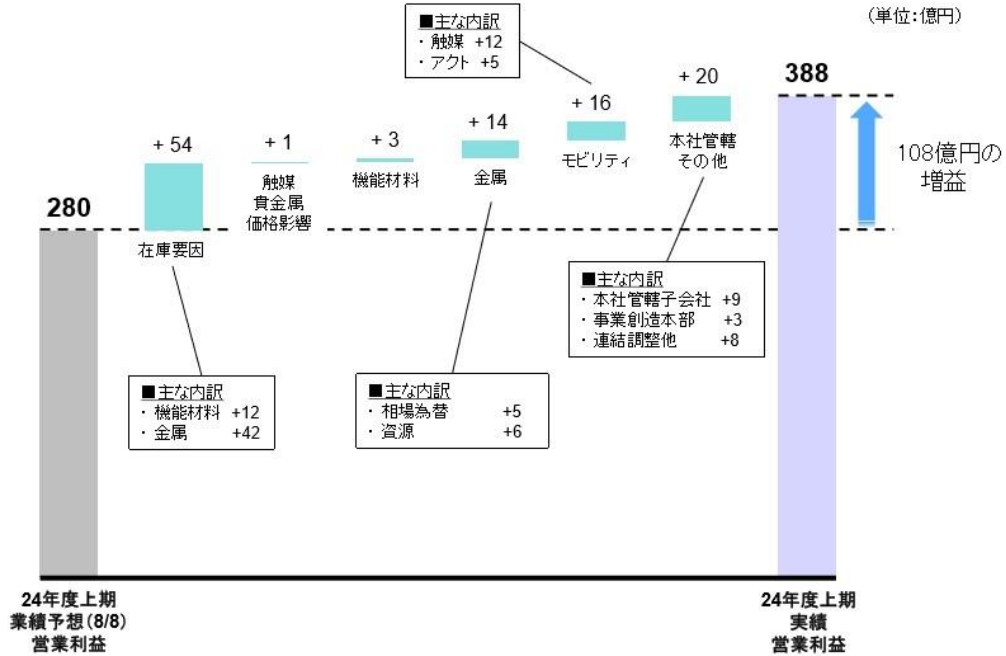 (単位:億円)
■主な内訳
・触媒 +12
・アクト +5
388
+ 20
+ 16
+ 14
+ 3
+ 1
+ 54
280
108億円の
増益
在庫要因
触媒
貴金属
価格影響
機能材料
金属
モビリティ
本社管轄
その他
■主な内訳
・本社管轄子会社 +9
・事業創造本部 +3
・連結調整他 +8
■主な内訳
・機能材料 +12
・金属 +42
■主な内訳
・相場為替 +5
・資源 +6
24年度上期
業績予想(8/8)
営業利益
24年度上期
実績
営業利益